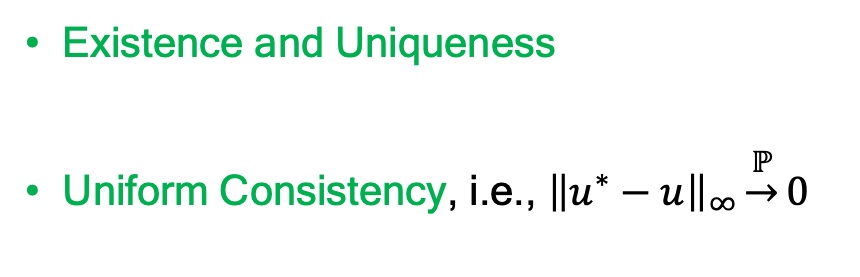 • Existence and Uniqueness
• Uniform Consistency, i.e., ‖u* − u‖∞ →ℙ 0